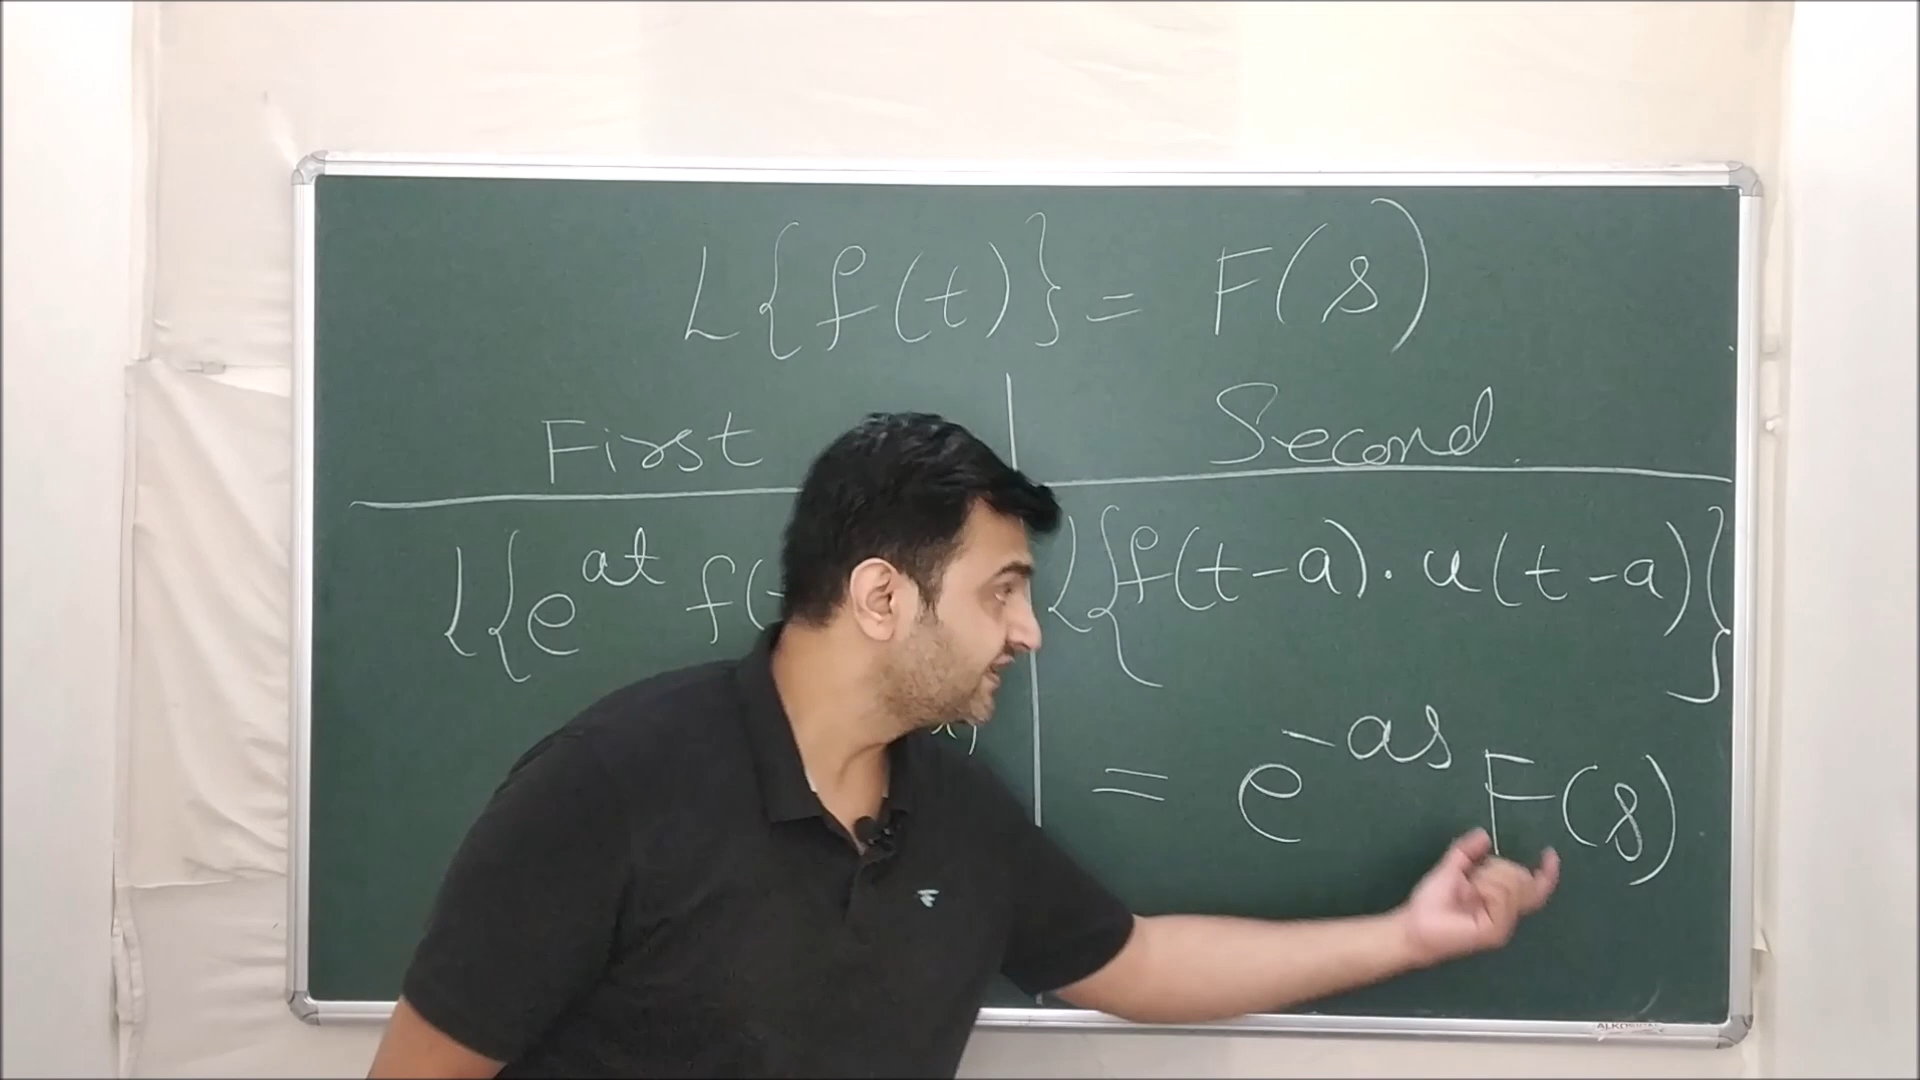 L{f(t)} = F(s)
First
Second
L{e^at f(
L{f(t-a). u(t-a)}
= e^-as F(s)